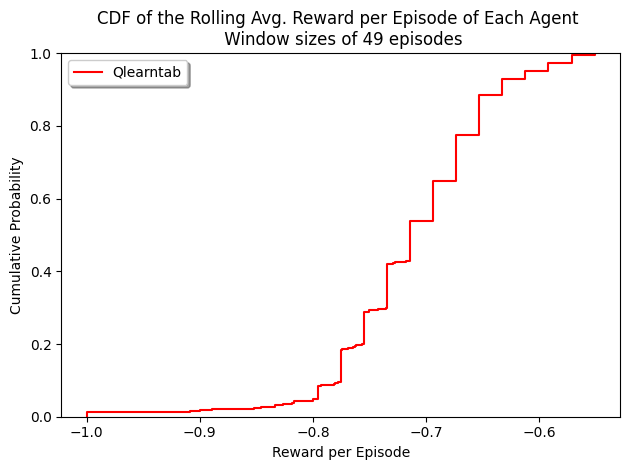 CDF of the Rolling Avg. Reward per Episode of Each Agent
Window sizes of 49 episodes
Qlearntab
1.0
0.8
0.6
0.4
0.2
0.0
Cumulative Probability
−1.0 −0.9 −0.8 −0.7 −0.6
Reward per Episode